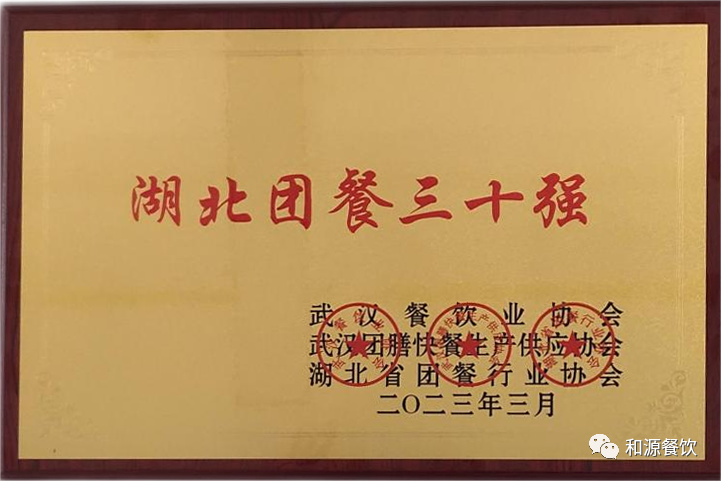 湖北团餐三十强
武汉餐饮业协会
武汉团膳快餐生产供应协会
湖北省团餐行业协会
二〇二三年三月
和源餐饮